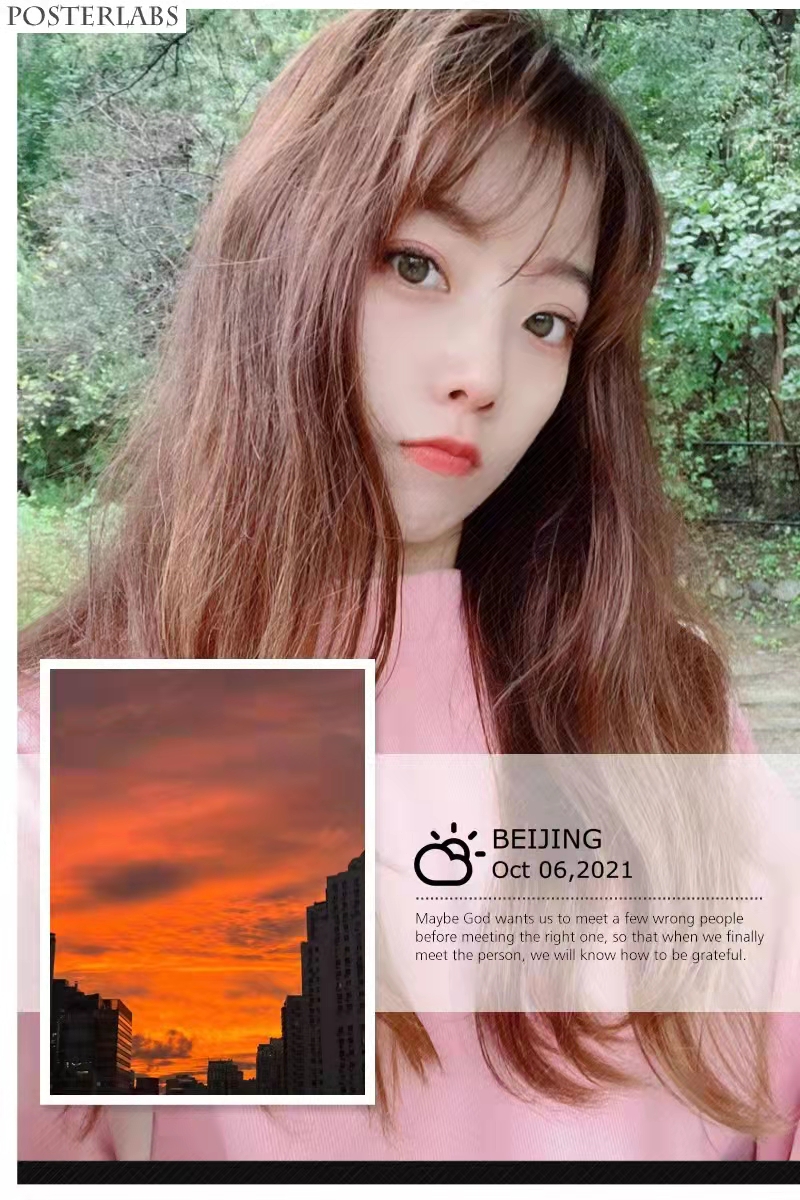 POSTERLABS
BEIJING
Oct 06,2021
Maybe God wants us to meet a few wrong people
before meeting the right one, so that when we finally
meet the person, we will know how to be grateful.